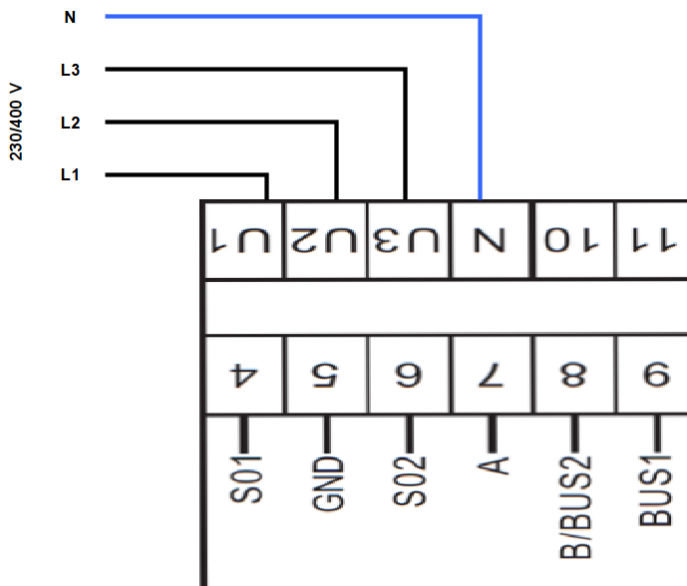 N
L3
L2
L1
230/400 V
U1 U2 U3 N 10 11
4 5 6 7 8 9
S01 GND S02 A B/BUS2 BUS1